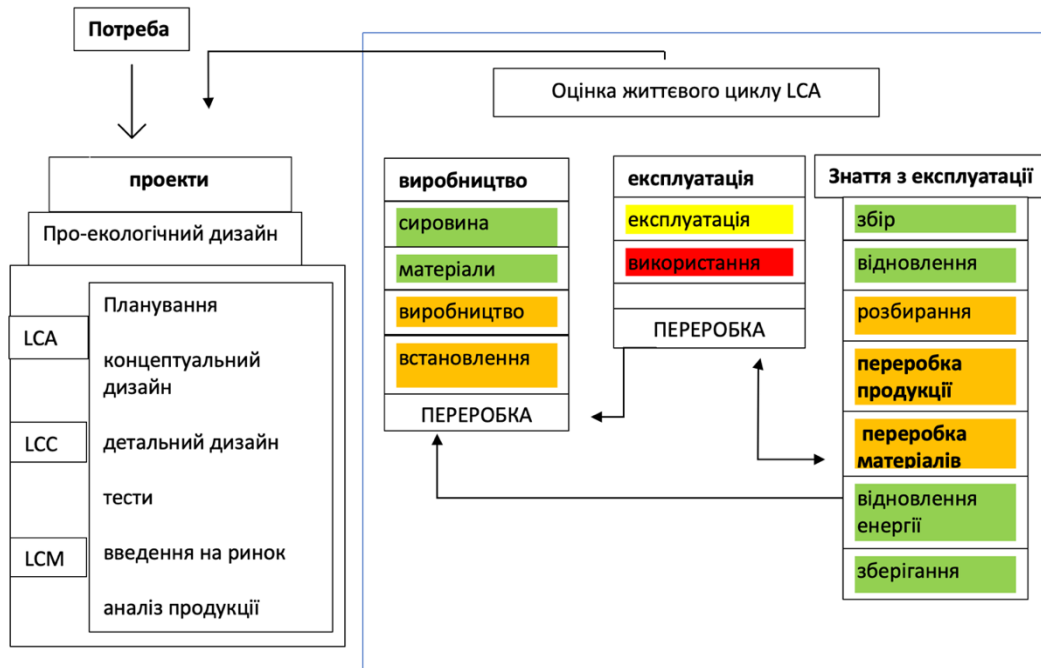 Потреба
Оцінка життєвого циклу LCA
проекти
Про-екологічний дизайн
LCA
LCC
LCM
Планування
концептуальний
дизайн
детальний дизайн
тести
введення на ринок
аналіз продукції
виробництво
сировина
матеріали
виробництво
встановлення
ПЕРЕРОБКА
експлуатація
експлуатація
використання
ПЕРЕРОБКА
Знаття з експлуатації
збір
відновлення
розбирання
переробка
продукції
переробка
матеріалів
відновлення
енергії
зберігання